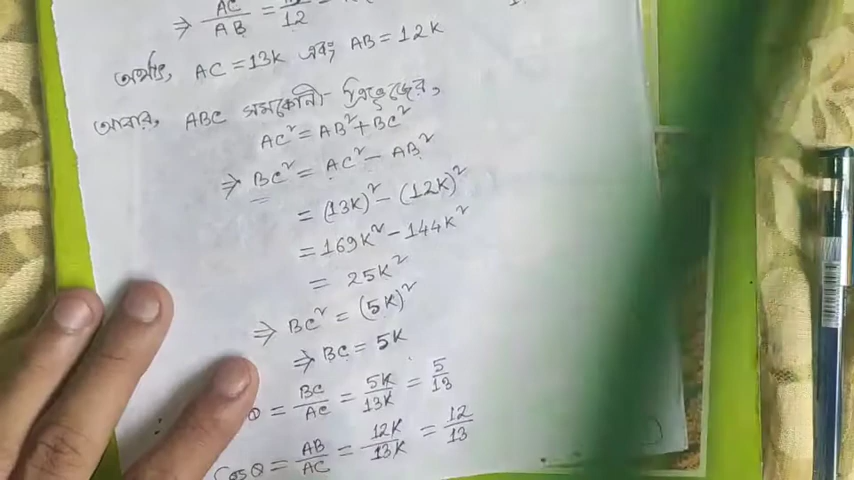 ⇒ AC/AB = /12 =
অর্থাৎ, AC = 13K এবং AB = 12K
আবার, ABC সমকোনী- ত্রিভুজের,
AC² = AB² + BC²
⇒ BC² = AC² - AB²
= (13K)² - (12K)²
= 169K² - 144K²
= 25K²
⇒ BC² = (5K)²
⇒ BC = 5K
θ = BC/AC = 5K/13K = 5/13
Cosθ = AB/AC = 12K/13K = 12/13